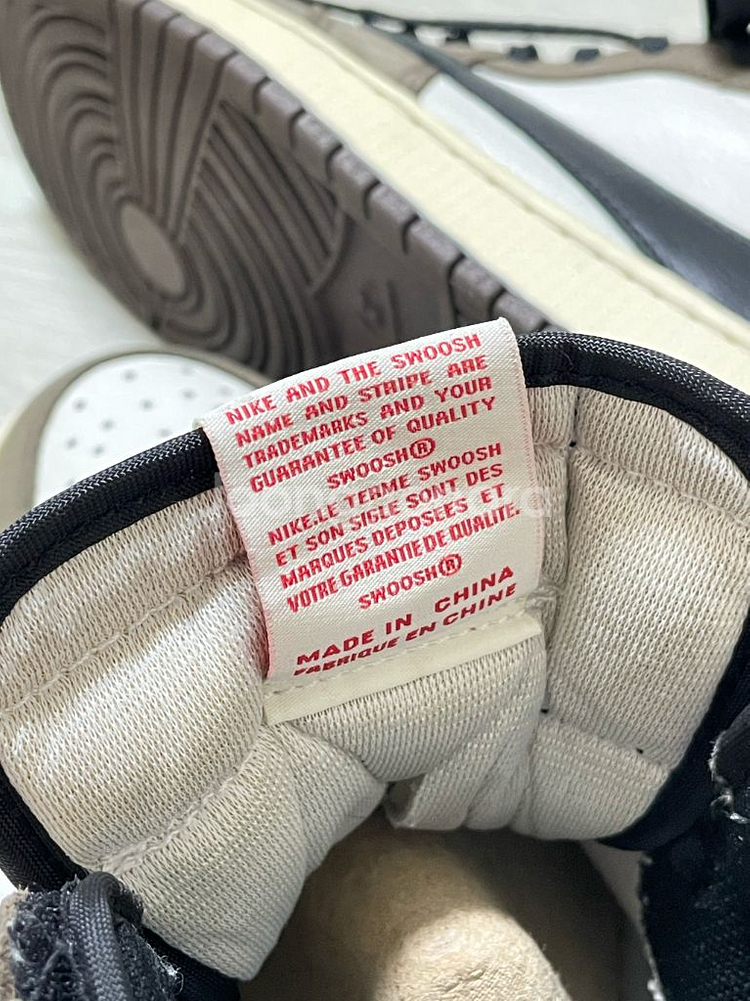 NIKE AND THE SWOOSH
NAME AND STRIPE ARE
TRADEMARKS AND YOUR
GUARANTEE OF QUALITY
SWOOSH®
NIKE.LE TERME SWOOSH
ET SON SIGLE SONT DES
MARQUES DEPOSEES ET
VOTRE GARANTIE DE QUALITE.
SWOOSH®
MADE IN CHINA
FABRIQUE EN CHINE